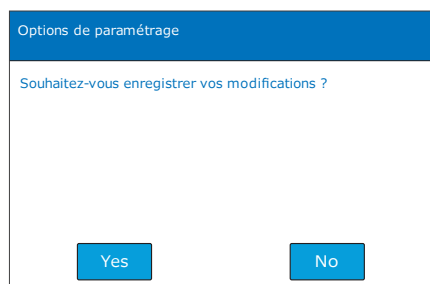 Options de paramétrage
Souhaitez-vous enregistrer vos modifications ?
Yes
No